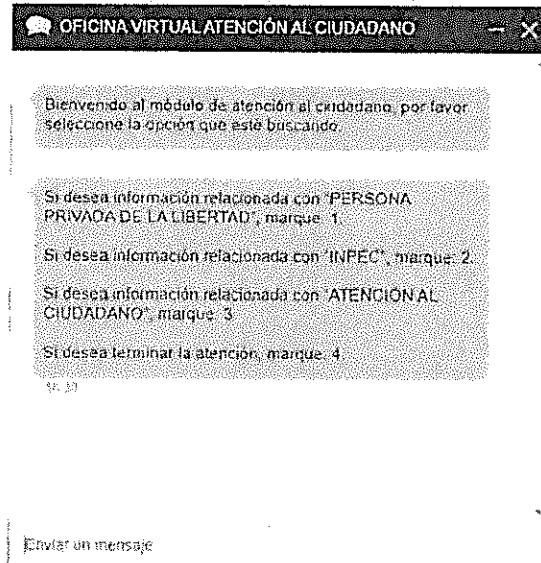 OFICINA VIRTUAL ATENCIÓN AL CIUDADANO
Bienvenido al módulo de atención al ciudadano, por favor
seleccione la opción que esté buscando.
Si desea información relacionada con "PERSONA
PRIVADA DE LA LIBERTAD", marque: 1.
Si desea información relacionada con "INPEC", marque: 2.
Si desea información relacionada con "ATENCIÓN AL
CIUDADANO", marque: 3
Si desea terminar la atención, marque: 4
Enviar un mensaje